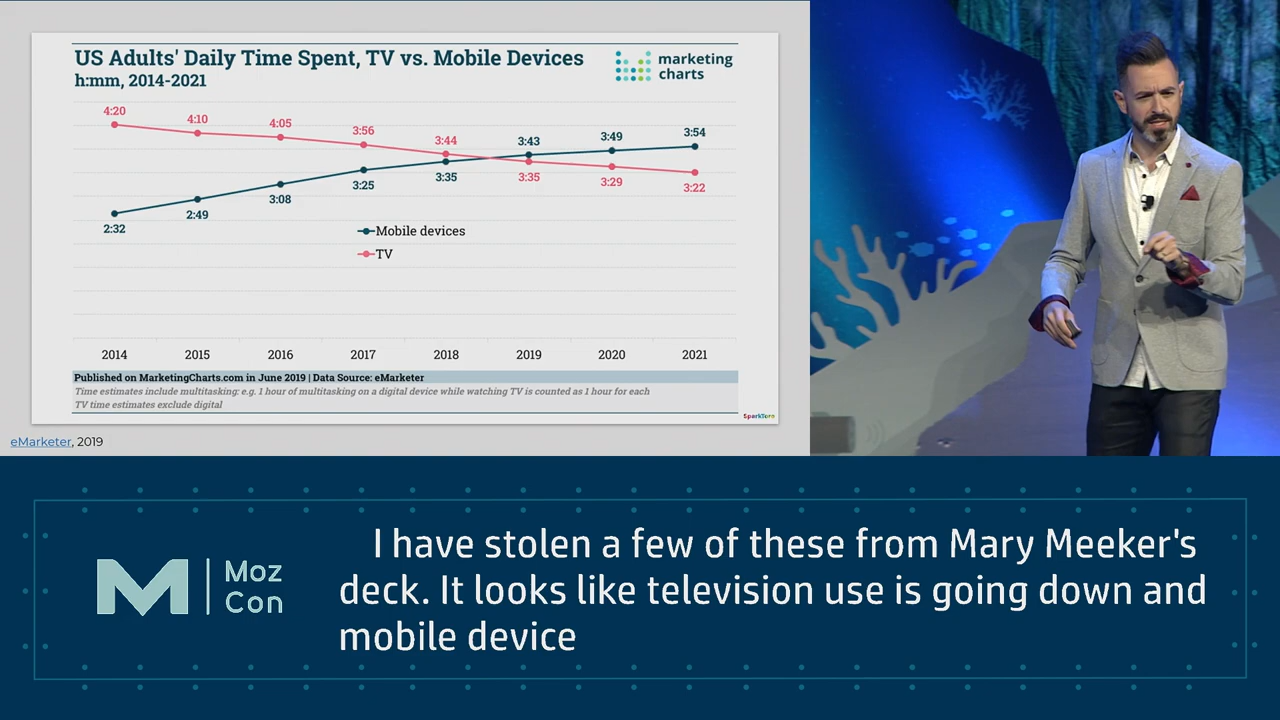 US Adults' Daily Time Spent, TV vs. Mobile Devices
h:mm, 2014-2021
marketing
charts
4:20
4:10
4:05
3:56
3:44
3:43
3:49
3:54
2:32
2:49
3:08
3:25
3:35
3:35
3:29
3:22
Mobile devices
TV
2014 2015 2016 2017 2018 2019 2020 2021
Published on MarketingCharts.com in June 2019 | Data Source: eMarketer
Time estimates include multitasking: e.g. 1 hour of multitasking on a digital device while watching TV is counted as 1 hour for each
TV time estimates exclude digital
SparkToro
eMarketer, 2019
M
Moz
Con
I have stolen a few of these from Mary Meeker's
deck. It looks like television use is going down and
mobile device